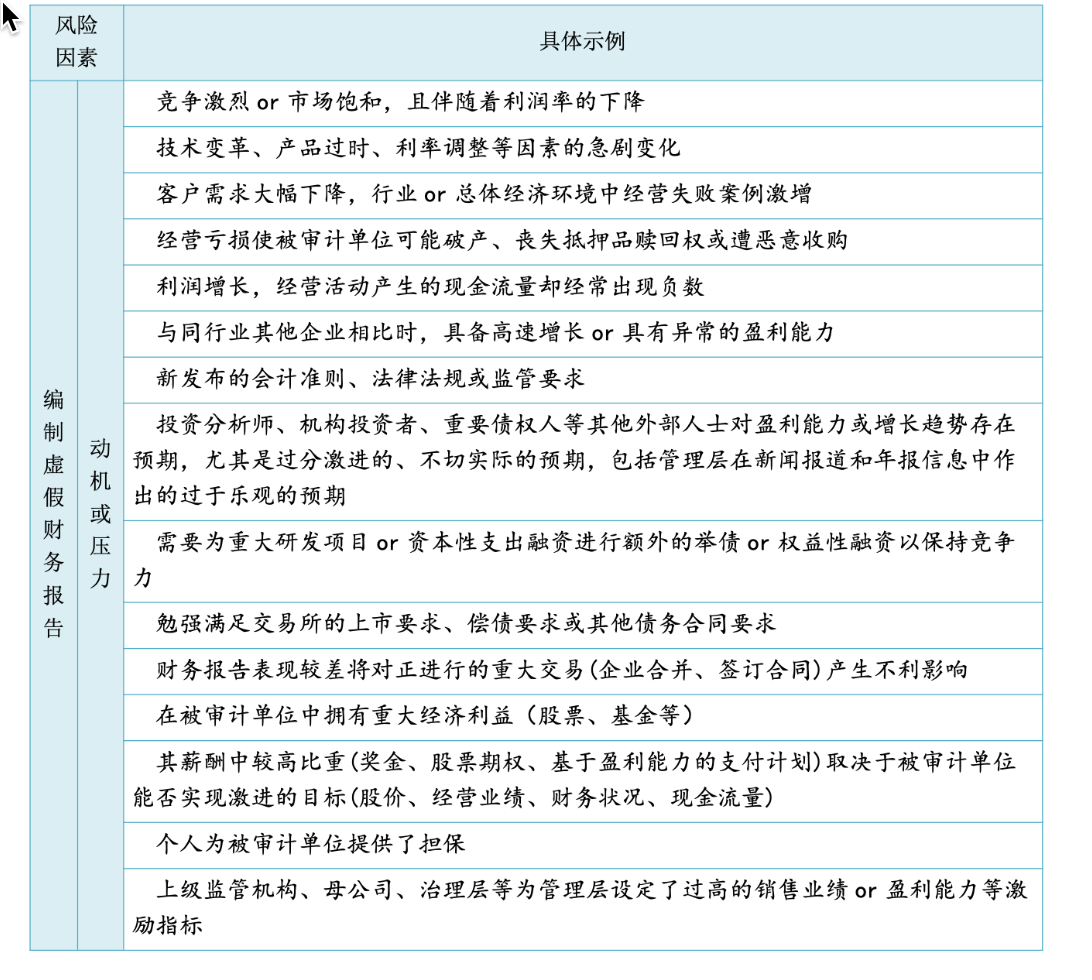 风险
因素
具体示例
编制虚假财务报告
动机或压力
竞争激烈 or 市场饱和，且伴随着利润率的下降
技术变革、产品过时、利率调整等因素的急剧变化
客户需求大幅下降，行业 or 总体经济环境中经营失败案例激增
经营亏损使被审计单位可能破产、丧失抵押品赎回权或遭恶意收购
利润增长，经营活动产生的现金流量却经常出现负数
与同行业其他企业相比时，具备高速增长 or 具有异常的盈利能力
新发布的会计准则、法律法规或监管要求
投资分析师、机构投资者、重要债权人等其他外部人士对盈利能力或增长趋势存在
预期，尤其是过分激进的、不切实际的预期，包括管理层在新闻报道和年报信息中作
出的过于乐观的预期
需要为重大研发项目 or 资本性支出融资进行额外的举债 or 权益性融资以保持竞争
力
勉强满足交易所的上市要求、偿债要求或其他债务合同要求
财务报告表现较差将对正进行的重大交易(企业合并、签订合同)产生不利影响
在被审计单位中拥有重大经济利益（股票、基金等）
其薪酬中较高比重(奖金、股票期权、基于盈利能力的支付计划)取决于被审计单位
能否实现激进的目标(股价、经营业绩、财务状况、现金流量)
个人为被审计单位提供了担保
上级监管机构、母公司、治理层等为管理层设定了过高的销售业绩 or 盈利能力等激
励指标